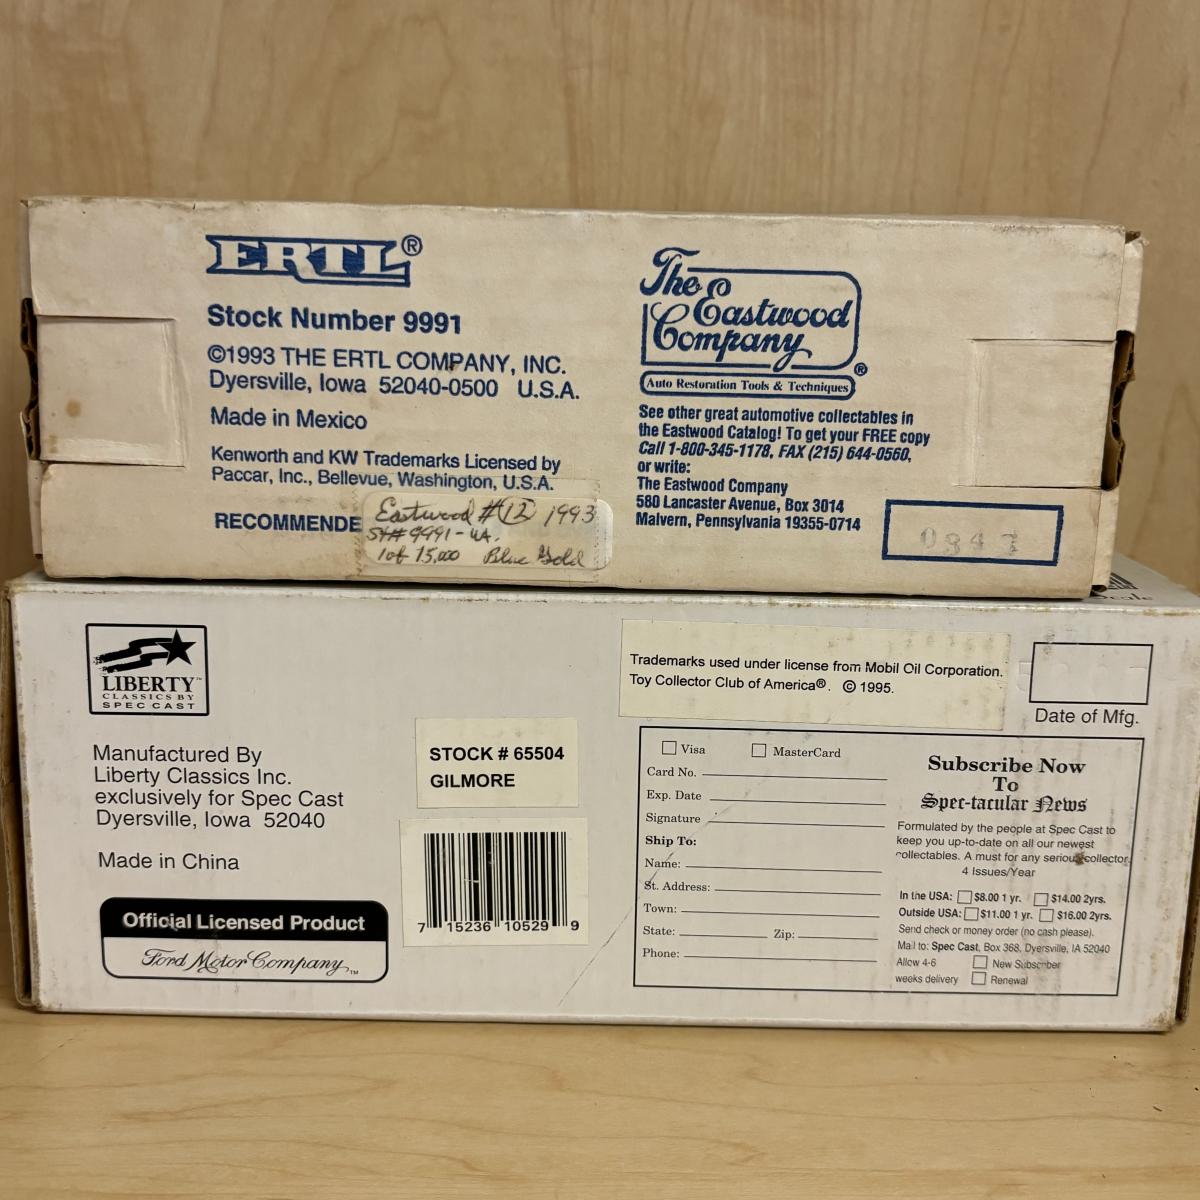 ERTL®
Stock Number 9991
©1993 THE ERTL COMPANY, INC.
Dyersville, Iowa 52040-0500 U.S.A.
Made in Mexico
Kenworth and KW Trademarks Licensed by
Paccar, Inc., Bellevue, Washington, U.S.A.
RECOMMENDE
Eastwood #12 1993
St# 9991-UA.
1 of 15,000 Blue Gold
The
Eastwood
Company®
Auto Restoration Tools & Techniques
See other great automotive collectables in
the Eastwood Catalog! To get your FREE copy
Call 1-800-345-1178, FAX (215) 644-0560,
or write:
The Eastwood Company
580 Lancaster Avenue, Box 3014
Malvern, Pennsylvania 19355-0714
LIBERTY™
CLASSICS BY
SPEC CAST
Manufactured By
Liberty Classics Inc.
exclusively for Spec Cast
Dyersville, Iowa 52040
Made in China
Official Licensed Product
Ford Motor Company™
STOCK # 65504
GILMORE
7 15236 10529 9
Trademarks used under license from Mobil Oil Corporation.
Toy Collector Club of America®. © 1995.
Date of Mfg.
Visa MasterCard
Card No.
Exp. Date
Signature
Ship To:
Name:
St. Address:
Town:
State: Zip:
Phone:
Subscribe Now
To
Spec-tacular News
Formulated by the people at Spec Cast to
keep you up-to-date on all our newest
collectables. A must for any serious collector.
4 Issues/Year
In the USA: $8.00 1 yr. $14.00 2yrs.
Outside USA: $11.00 1 yr. $16.00 2yrs.
Send check or money order (no cash please).
Mail to: Spec Cast, Box 368, Dyersville, IA 52040
Allow 4-6 New Subscriber
weeks delivery Renewal